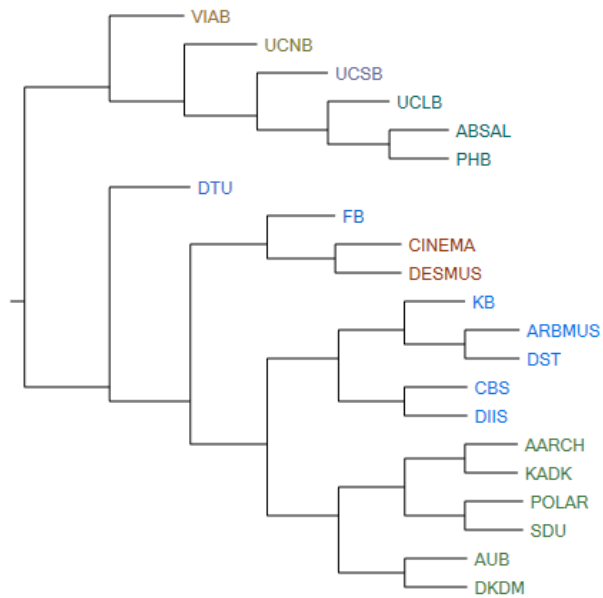 VIAB
UCNB
UCSB
UCLB
ABSAL
PHB
DTU
FB
CINEMA
DESMUS
KB
ARBMUS
DST
CBS
DIIS
AARCH
KADK
POLAR
SDU
AUB
DKDM